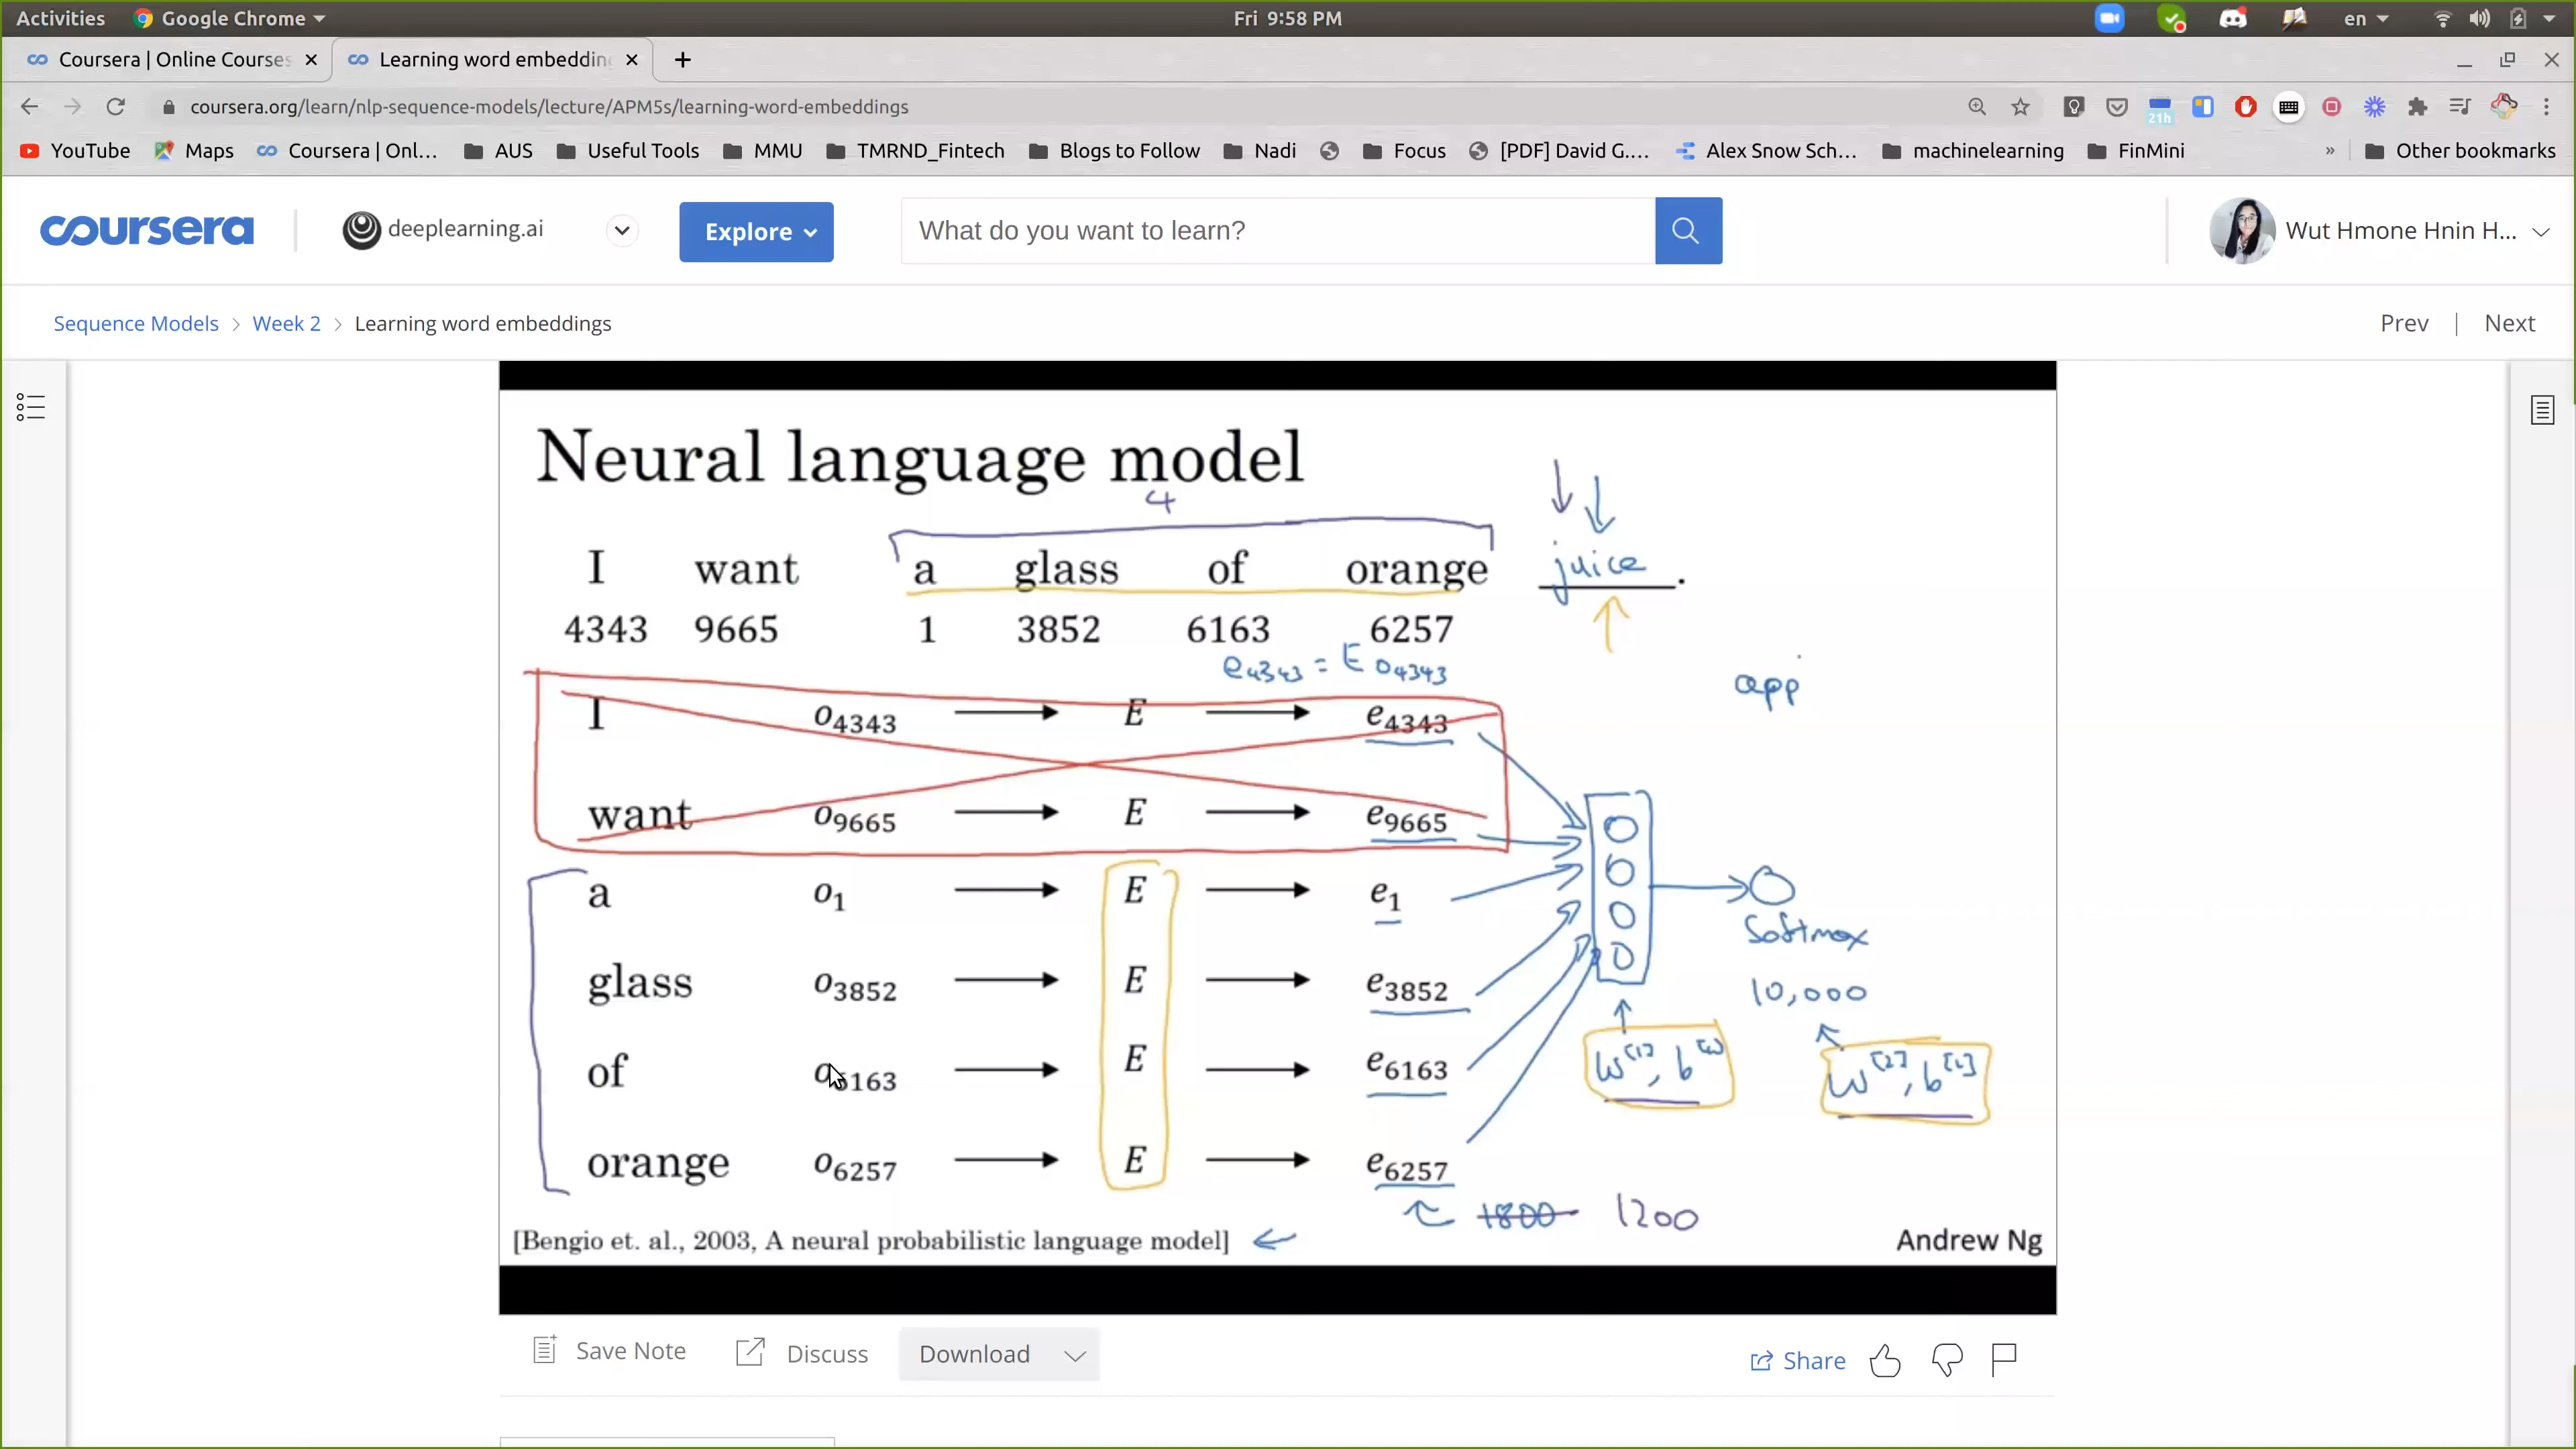 Activities Google Chrome Fri 9:58 PM en
Coursera | Online Courses Learning word embeddin
coursera.org/learn/nlp-sequence-models/lecture/APM5s/learning-word-embeddings
21h
YouTube Maps Coursera | Onl... AUS Useful Tools MMU TMRND_Fintech Blogs to Follow Nadi Focus [PDF] David G.... Alex Snow Sch... machinelearning FinMini » Other bookmarks
coursera deeplearning.ai Explore What do you want to learn? Wut Hmone Hnin H...
Sequence Models > Week 2 > Learning word embeddings Prev | Next
Neural language model
4
I want a glass of orange juice.
4343 9665 1 3852 6163 6257
e4343 = E o4343
app
I o4343 → E → e4343
want o9665 → E → e9665
a o1 → E → e1
Softmax
glass o3852 → E → e3852
10,000
of o6163 → E → e6163
W[1], b[1] W[2], b[2]
orange o6257 → E → e6257
1800 1200
[Bengio et. al., 2003, A neural probabilistic language model] ←
Andrew Ng
Save Note Discuss Download Share